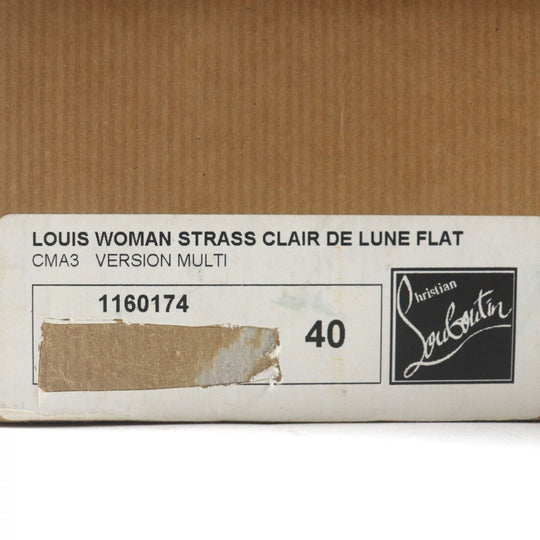 LOUIS WOMAN STRASS CLAIR DE LUNE FLAT
CMA3 VERSION MULTI
1160174
40
Christian
Louboutin